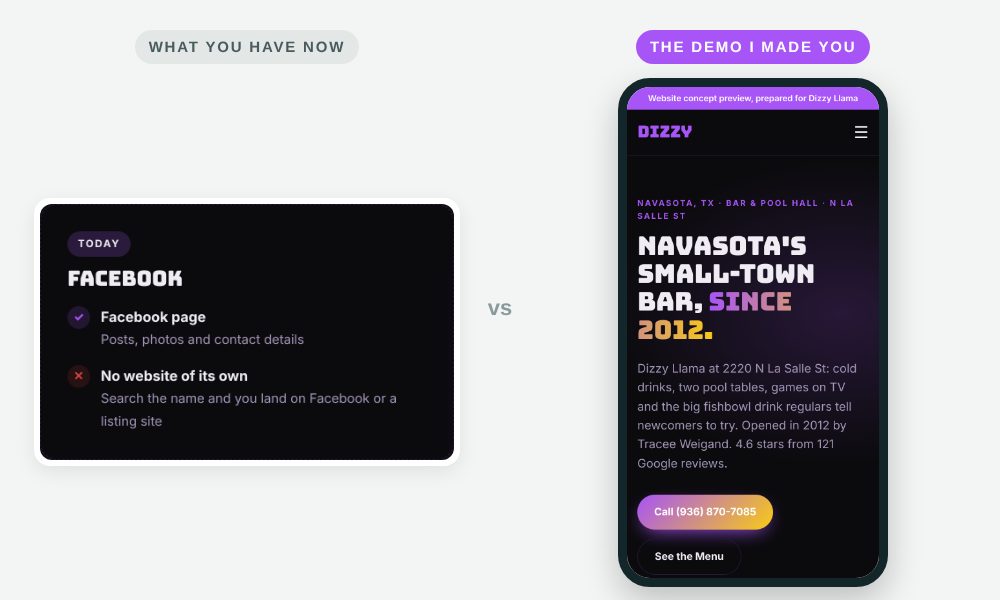 WHAT YOU HAVE NOW
TODAY
FACEBOOK
Facebook page
Posts, photos and contact details
No website of its own
Search the name and you land on Facebook or a
listing site
vs
THE DEMO I MADE YOU
Website concept preview, prepared for Dizzy Llama
DIZZY
NAVASOTA, TX · BAR & POOL HALL · N LA
SALLE ST
NAVASOTA'S
SMALL-TOWN
BAR, SINCE
2012.
Dizzy Llama at 2220 N La Salle St: cold
drinks, two pool tables, games on TV
and the big fishbowl drink regulars tell
newcomers to try. Opened in 2012 by
Tracee Weigand. 4.6 stars from 121
Google reviews.
Call (936) 870-7085
See the Menu